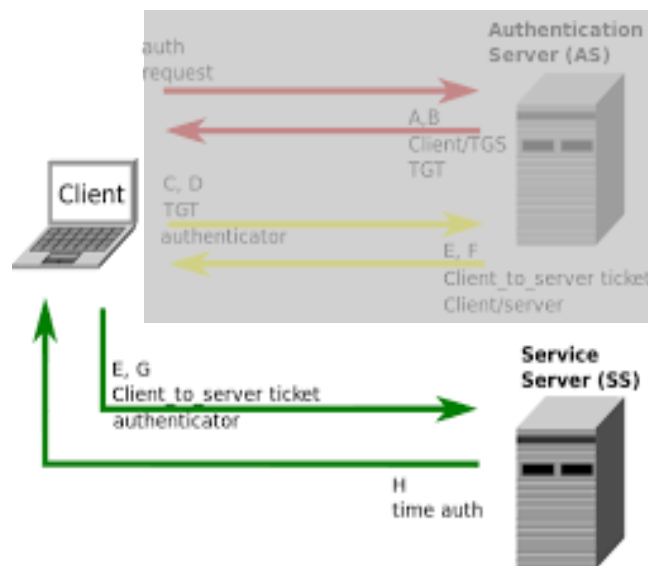 auth
request
Authentication
Server (AS)
A,B
Client/TGS
TGT
Client
C, D
TGT
authenticator
E, F
Client_to_server ticket
Client/server
E, G
Client_to_server ticket
authenticator
Service
Server (SS)
H
time auth